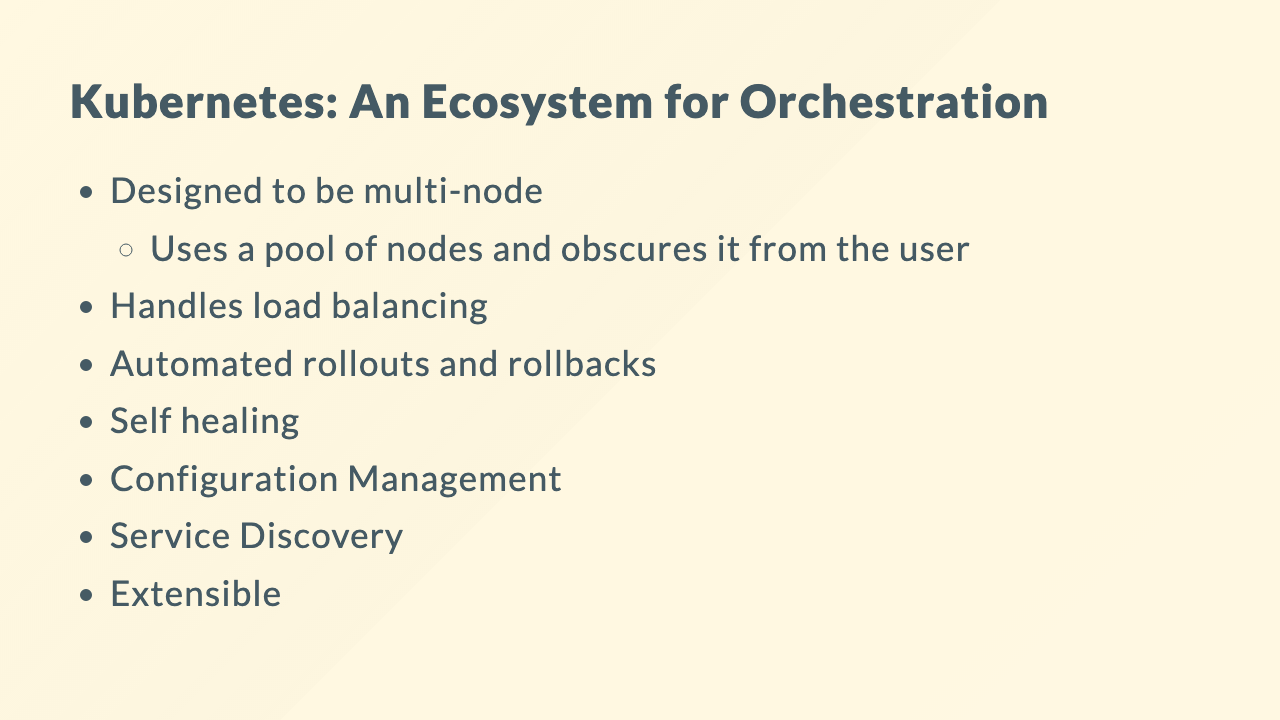 Kubernetes: An Ecosystem for Orchestration
• Designed to be multi-node
◦ Uses a pool of nodes and obscures it from the user
• Handles load balancing
• Automated rollouts and rollbacks
• Self healing
• Configuration Management
• Service Discovery
• Extensible